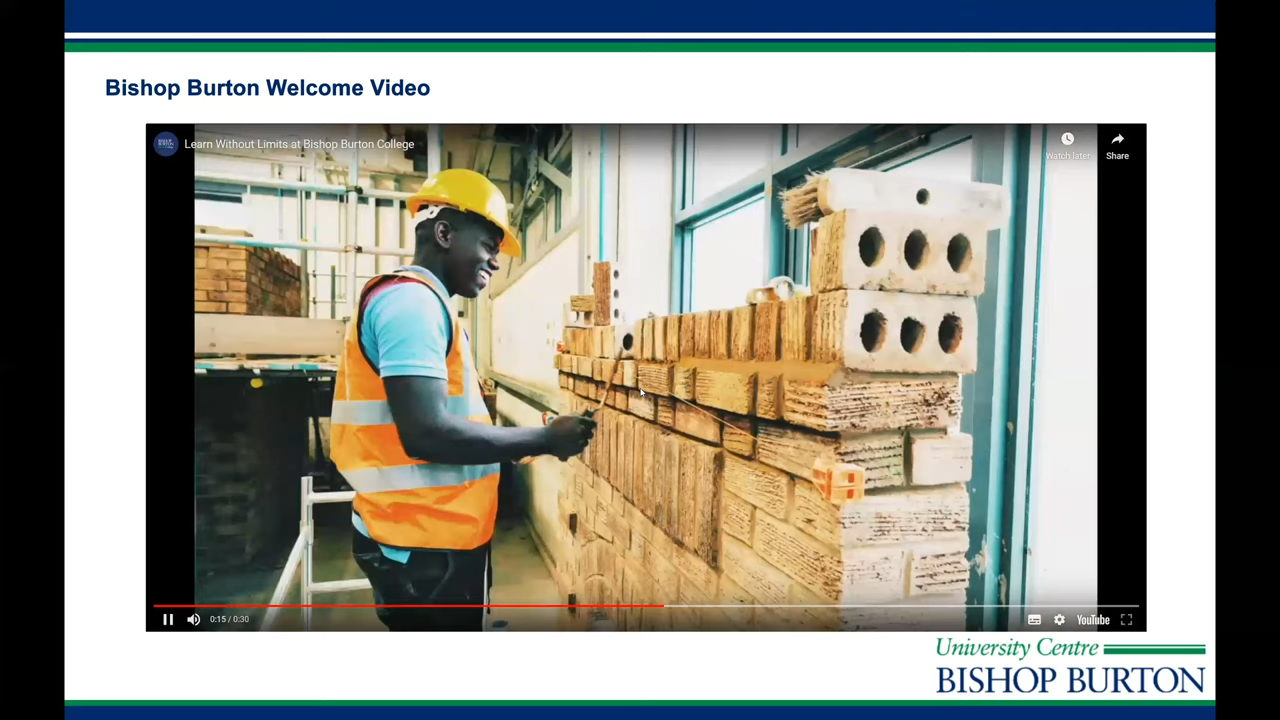 Bishop Burton Welcome Video
Learn Without Limits at Bishop Burton College
Watch later
Share
0:15 / 0:30
YouTube
University Centre
BISHOP BURTON